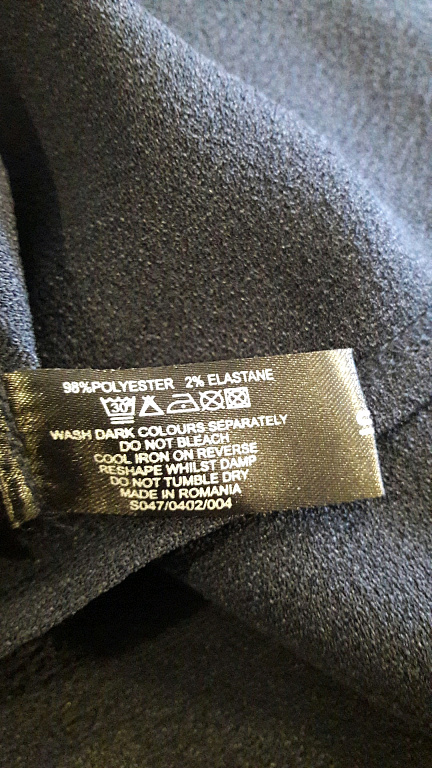 98%POLYESTER 2% ELASTANE
30
WASH DARK COLOURS SEPARATELY
DO NOT BLEACH
COOL IRON ON REVERSE
RESHAPE WHILST DAMP
DO NOT TUMBLE DRY
MADE IN ROMANIA
S047/0402/004